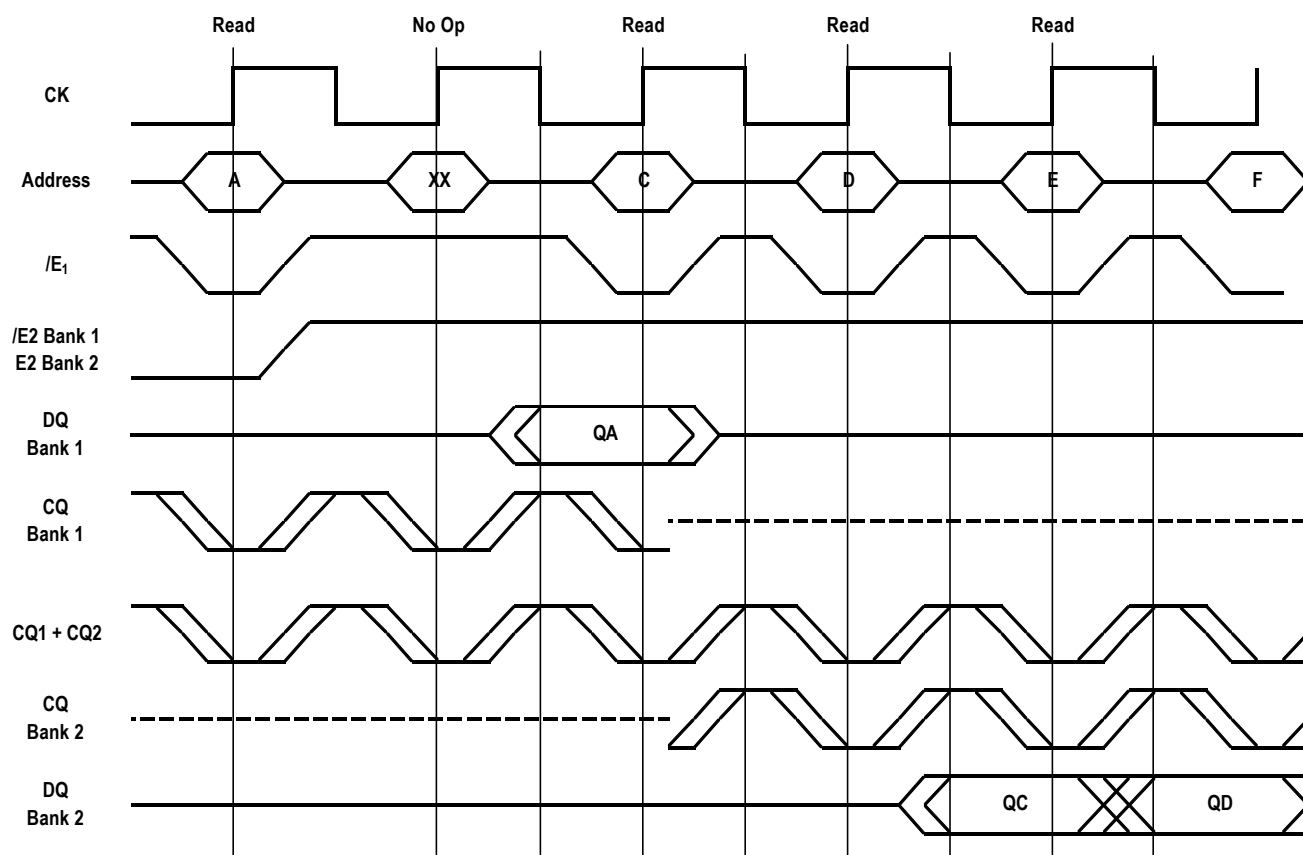 Read No Op Read Read Read
CK
Address A XX C D E F
/E1
/E2 Bank 1
E2 Bank 2
DQ
Bank 1
QA
CQ
Bank 1
CQ1 + CQ2
CQ
Bank 2
DQ
Bank 2
QC QD